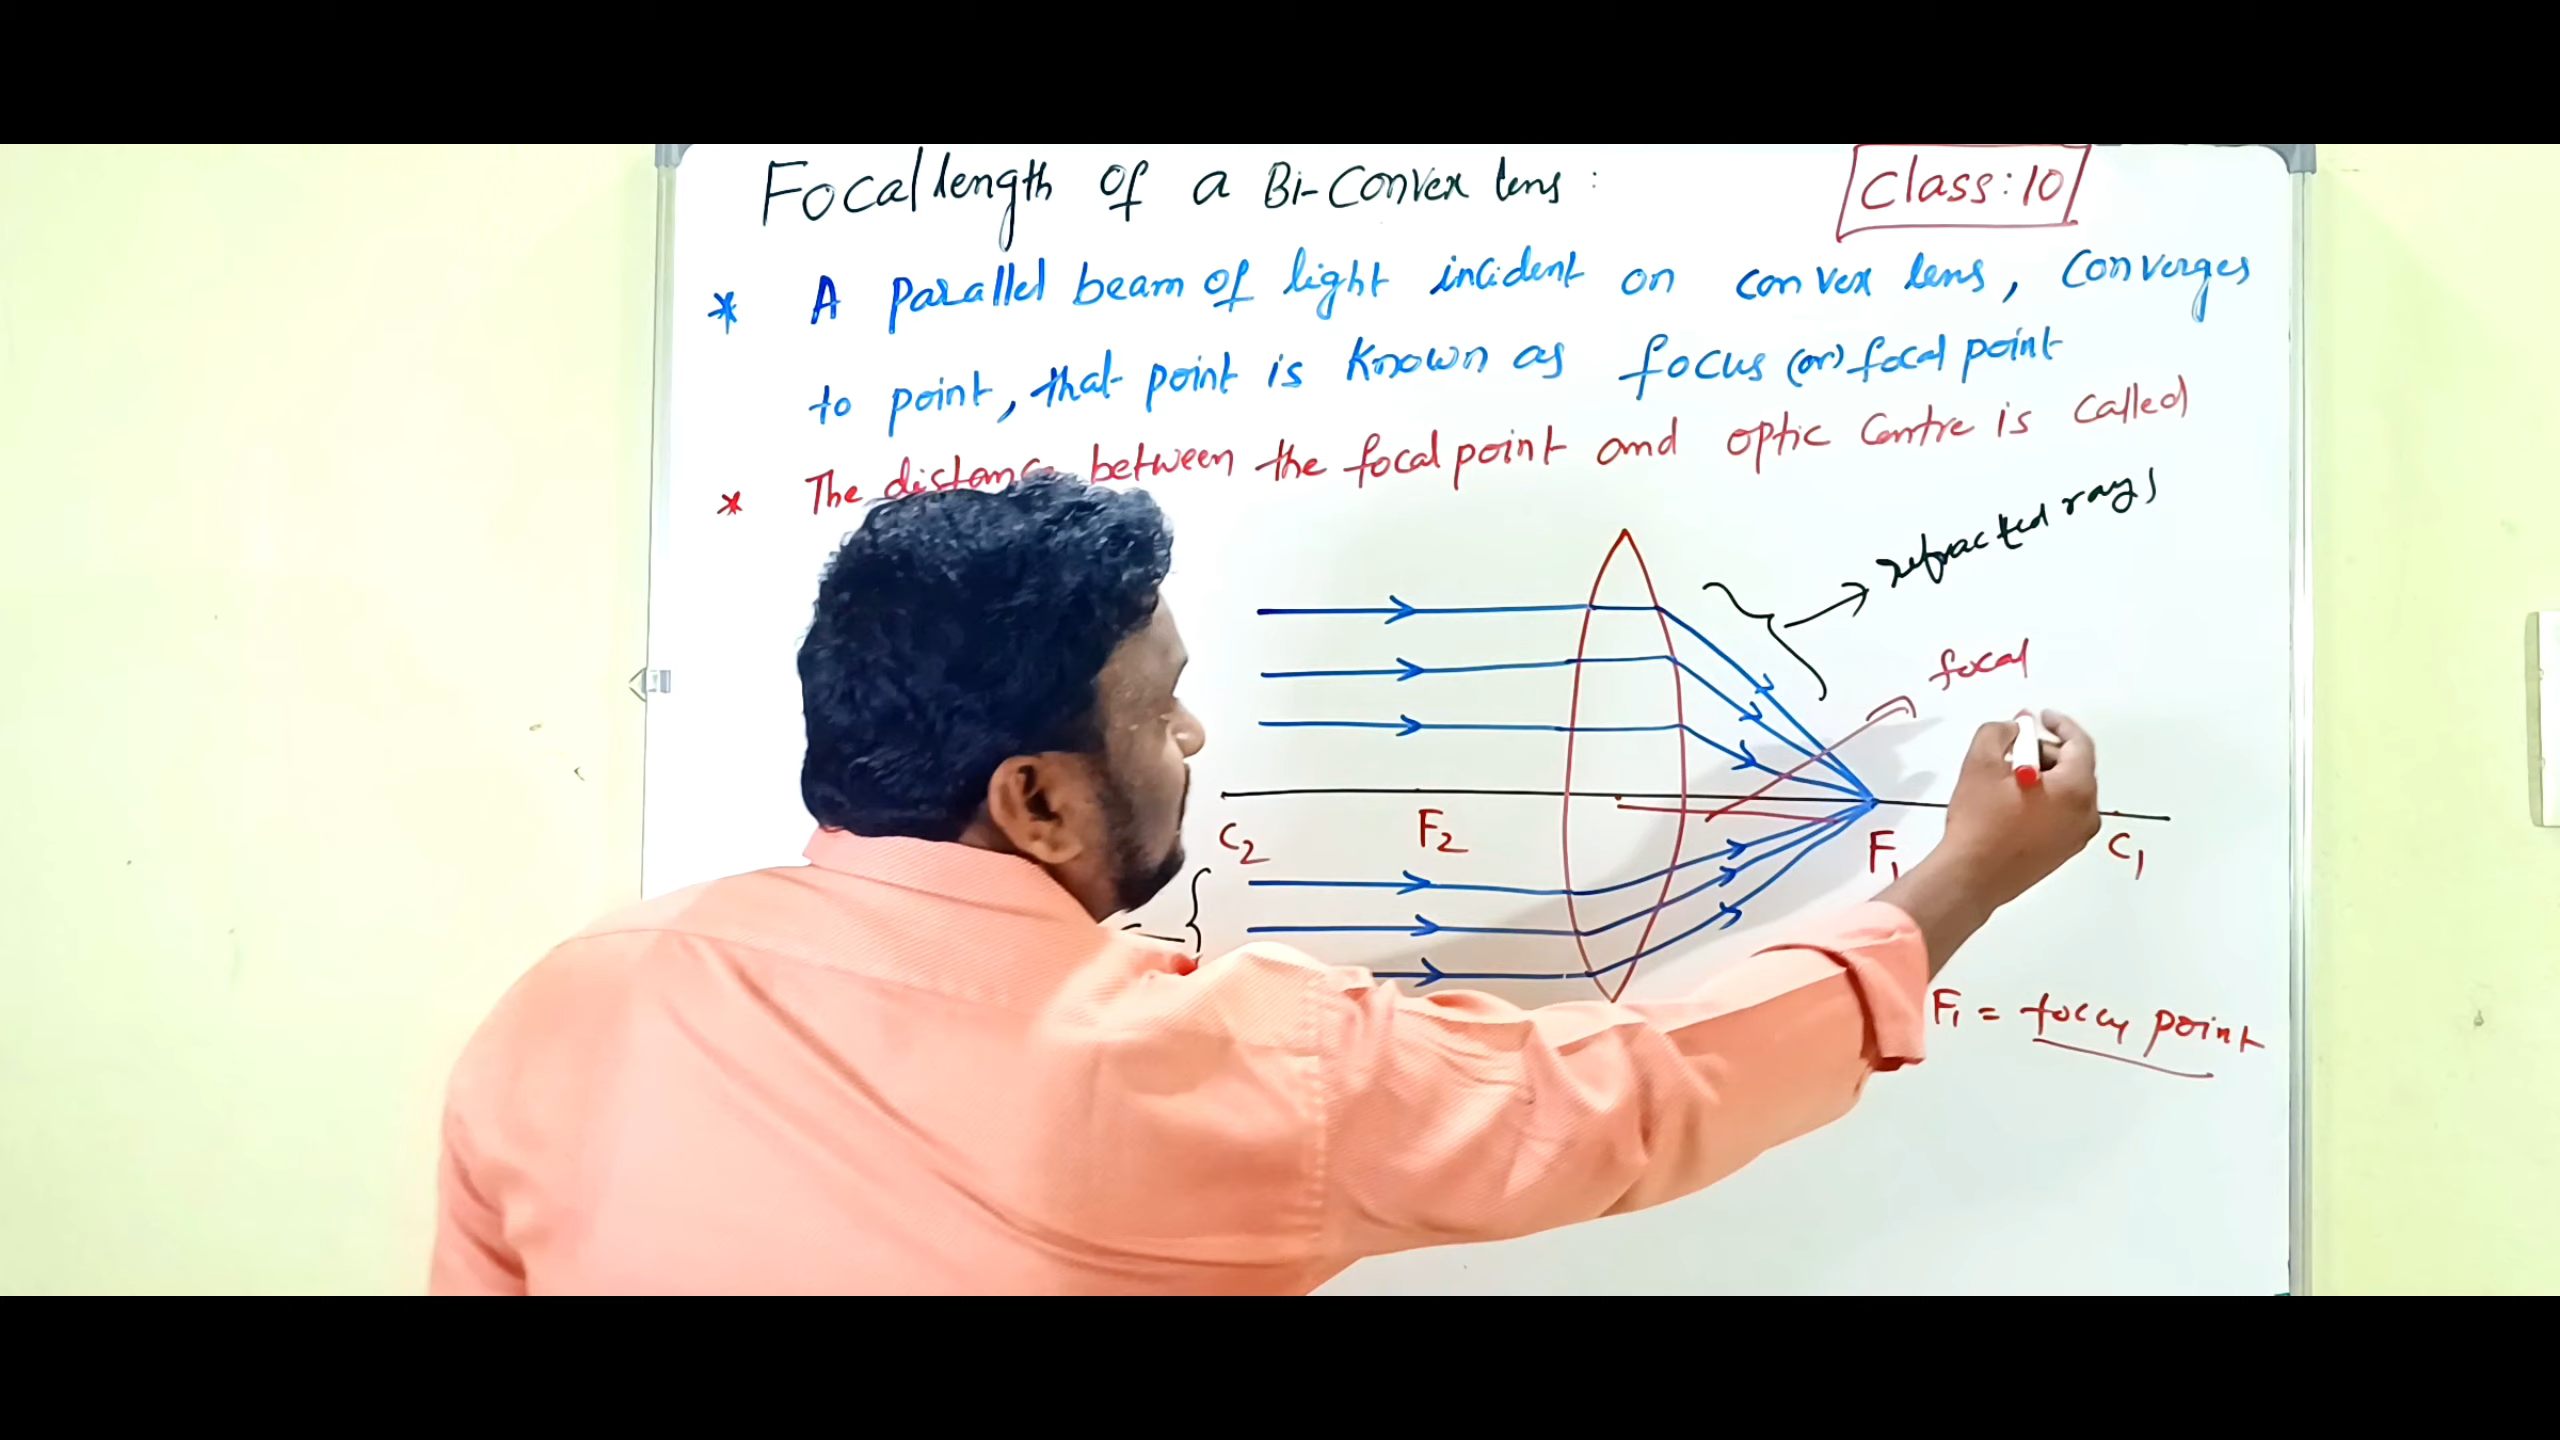 Focal length of a Bi-Convex lens :
Class: 10
* A parallel beam of light incident on convex lens, converges
to point, that point is known as focus (or) focal point
* The distance between the focal point and optic centre is called
refracted rays
focal
C2 F2 F1 C1
F1 = focus point